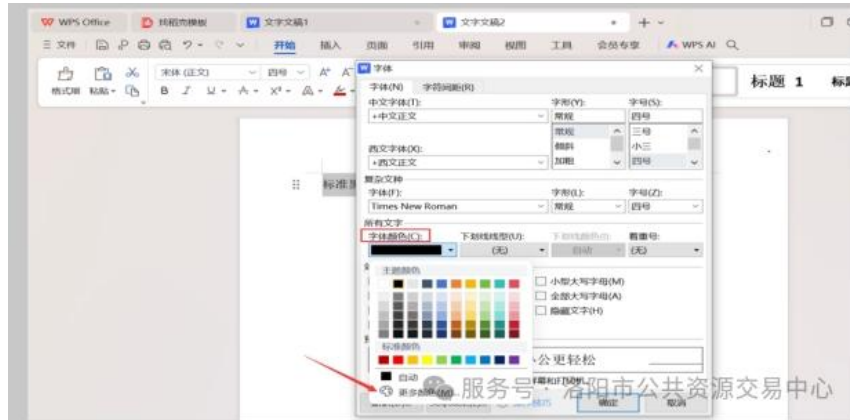 WPS Office 找稻壳模板 文字文稿1 文字文稿2
文件 开始 插入 页面 引用 审阅 视图 工具 会员专享 WPS AI
格式刷 粘贴 宋体 (正文) 四号 标题 1
字体
字体(N) 字符间距(R)
中文字体(T): 字形(Y): 字号(S):
+中文正文 常规 四号
常规 三号
倾斜 小三
西文字体(X): 加粗 四号
+西文正文
复杂文种
字体(F): 字形(L): 字号(Z):
Times New Roman 常规 四号
所有文字
字体颜色(C): 下划线线型(U): 下划线颜色(I): 着重号:
(无) 自动 (无)
主题颜色
小型大写字母(M)
全部大写字母(A)
隐藏文字(H)
标准颜色
公更轻松
自动
更多颜色(M)...
确定 取消
服务号 · 洛阳市公共资源交易中心